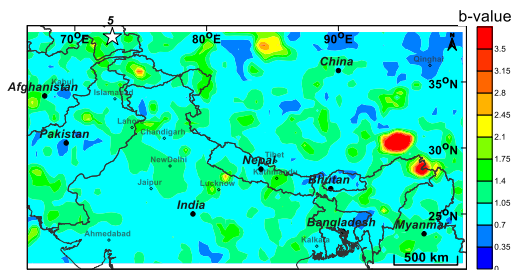 b-value
5
70°E
80°E
90°E
China
Qinghai
35°N
Kabul
Afghanistan
Islamabad
Lahore
Pakistan
Chandigarh
30°N
NewDelhi
Tibet
Nepal
Kathmandu
Jaipur
Lucknow
Bhutan
India
25°N
Bangladesh
Myanmar
Ahmedabad
Kalkata
500 km
3.5
3.15
2.8
2.45
2.1
1.75
1.4
1.05
0.7
0.35
0